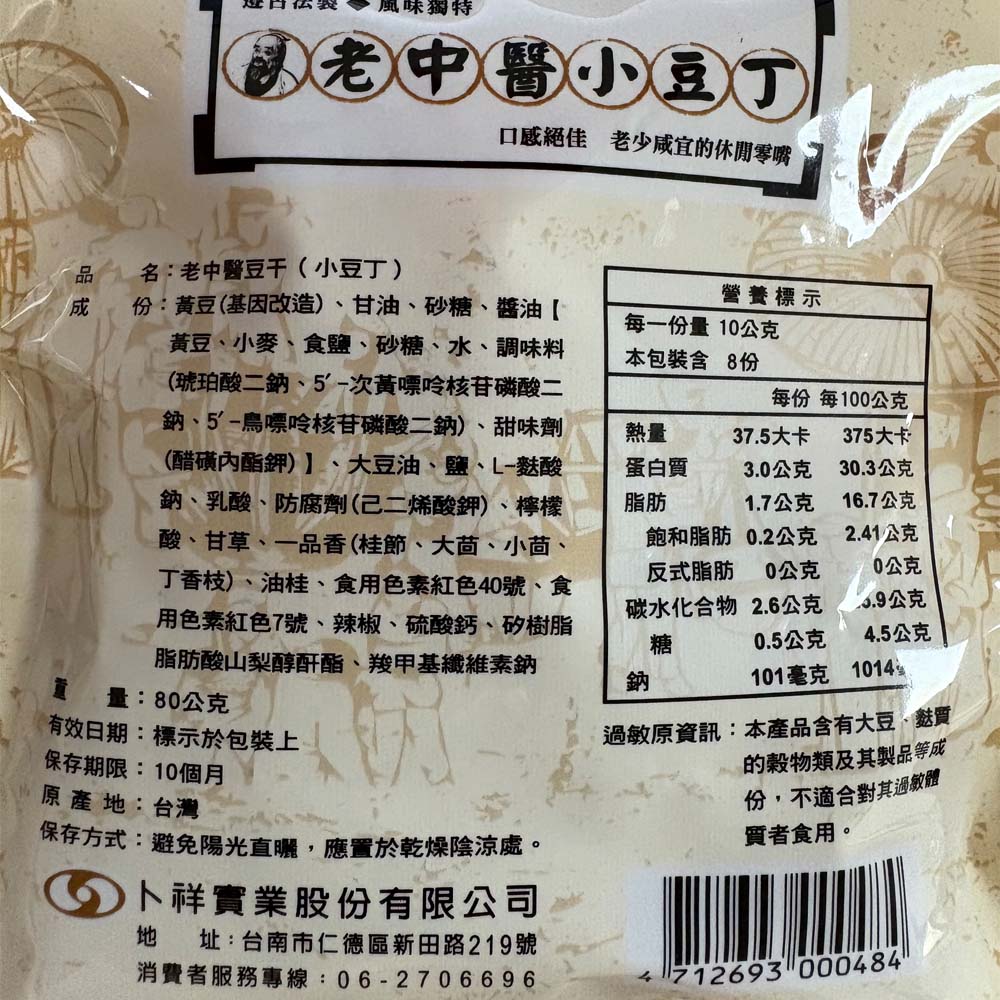 遵古法製◆風味獨特
老中醫小豆丁
口感絕佳 老少咸宜的休閒零嘴
品 名：老中醫豆干（小豆丁）
成 份：黃豆(基因改造)、甘油、砂糖、醬油【
黃豆、小麥、食鹽、砂糖、水、調味料
(琥珀酸二鈉、5′-次黃嘌呤核苷磷酸二
鈉、5′-鳥嘌呤核苷磷酸二鈉)、甜味劑
(醋磺內酯鉀)】、大豆油、鹽、L-麩酸
鈉、乳酸、防腐劑(己二烯酸鉀)、檸檬
酸、甘草、一品香(桂節、大茴、小茴、
丁香枝)、油桂、食用色素紅色40號、食
用色素紅色7號、辣椒、硫酸鈣、矽樹脂
脂肪酸山梨醇酐酯、羧甲基纖維素鈉
重 量：80公克
有效日期：標示於包裝上
保存期限：10個月
原產地：台灣
保存方式：避免陽光直曬，應置於乾燥陰涼處。
卜祥實業股份有限公司
地 址：台南市仁德區新田路219號
消費者服務專線：06-2706696
營養標示
每一份量 10公克
本包裝含 8份
每份 每100公克
熱量 37.5大卡 375大卡
蛋白質 3.0公克 30.3公克
脂肪 1.7公克 16.7公克
飽和脂肪 0.2公克 2.41公克
反式脂肪 0公克 0公克
碳水化合物 2.6公克 .9公克
糖 0.5公克 4.5公克
鈉 101毫克 1014
過敏原資訊：本產品含有大豆、麩質
的穀物類及其製品等成
份，不適合對其過敏體
質者食用。
4 712693 000484